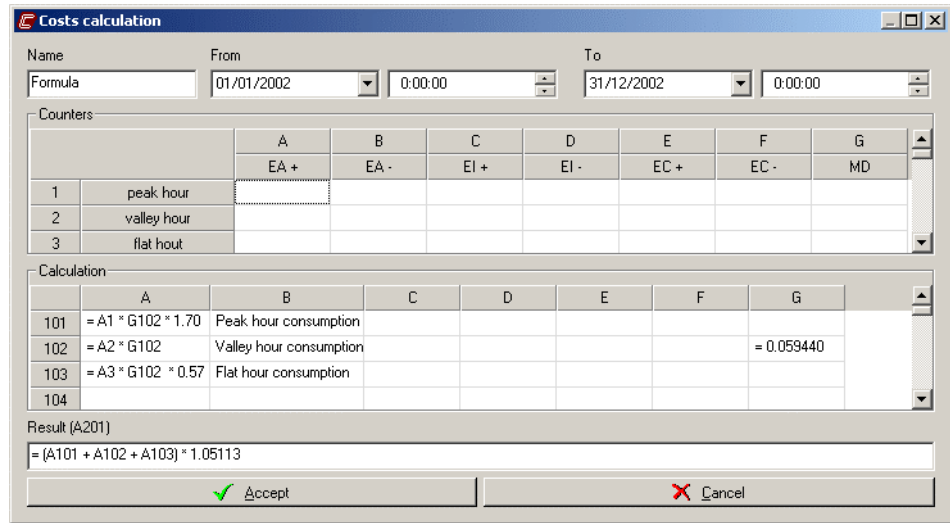 Costs calculation
Name From To
Formula 01/01/2002 0:00:00 31/12/2002 0:00:00
Counters
A B C D E F G
EA + EA - EI + EI - EC + EC - MD
1 peak hour
2 valley hour
3 flat hout
Calculation
A B C D E F G
101 = A1 * G102 * 1.70 Peak hour consumption
102 = A2 * G102 Valley hour consumption = 0.059440
103 = A3 * G102 * 0.57 Flat hour consumption
104
Result (A201)
= (A101 + A102 + A103) * 1.05113
Accept Cancel